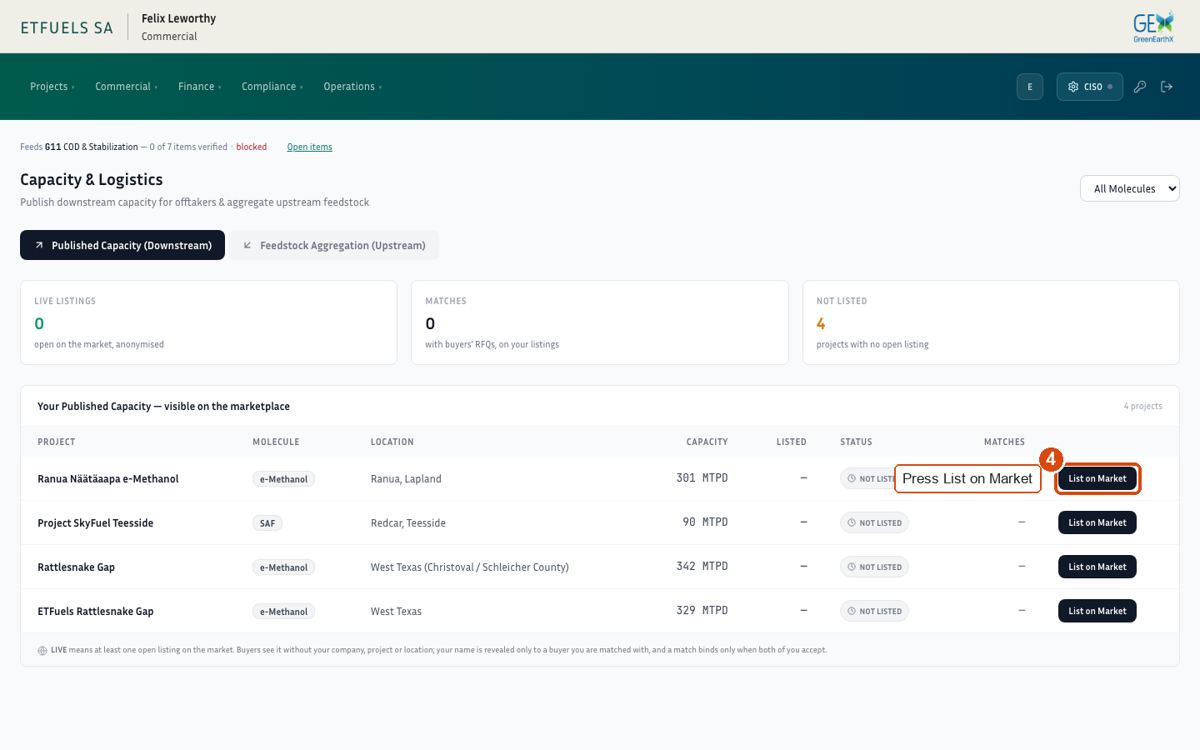 ETFUELS SA
Felix Leworthy
Commercial
GEX
GreenEarthX
Projects
Commercial
Finance
Compliance
Operations
E
CISO
Feeds G11 COD & Stabilization — 0 of 7 items verified · blocked
Open items
Capacity & Logistics
Publish downstream capacity for offtakers & aggregate upstream feedstock
All Molecules
Published Capacity (Downstream)
Feedstock Aggregation (Upstream)
LIVE LISTINGS
0
open on the market, anonymised
MATCHES
0
with buyers' RFQs, on your listings
NOT LISTED
4
projects with no open listing
Your Published Capacity — visible on the marketplace
4 projects
PROJECT MOLECULE LOCATION CAPACITY LISTED STATUS MATCHES
4
Ranua Näätäaapa e-Methanol e-Methanol Ranua, Lapland 301 MTPD — NOT LIST Press List on Market List on Market
Project SkyFuel Teesside SAF Redcar, Teesside 90 MTPD — NOT LISTED — List on Market
Rattlesnake Gap e-Methanol West Texas (Christoval / Schleicher County) 342 MTPD — NOT LISTED — List on Market
ETFuels Rattlesnake Gap e-Methanol West Texas 329 MTPD — NOT LISTED — List on Market
LIVE means at least one open listing on the market. Buyers see it without your company, project or location; your name is revealed only to a buyer you are matched with, and a match binds only when both of you accept.